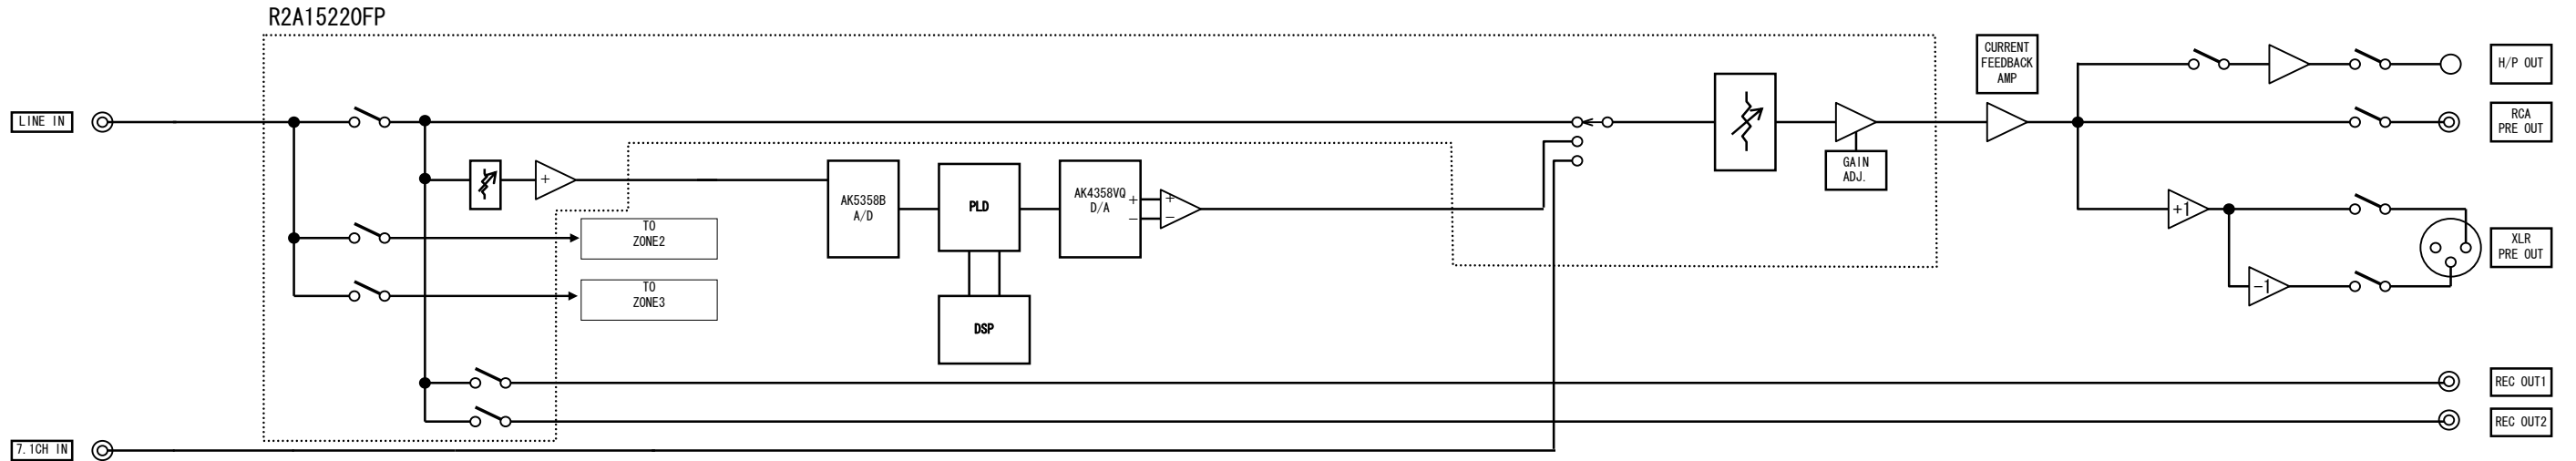 R2A15220FP
CURRENT
FEEDBACK
AMP
H/P OUT
LINE IN
RCA
PRE OUT
GAIN
ADJ.
+
AK5358B
A/D
PLD
AK4358VQ
D/A
+
−
+
−
+1
TO
ZONE2
XLR
PRE OUT
−1
TO
ZONE3
DSP
REC OUT1
REC OUT2
7.1CH IN